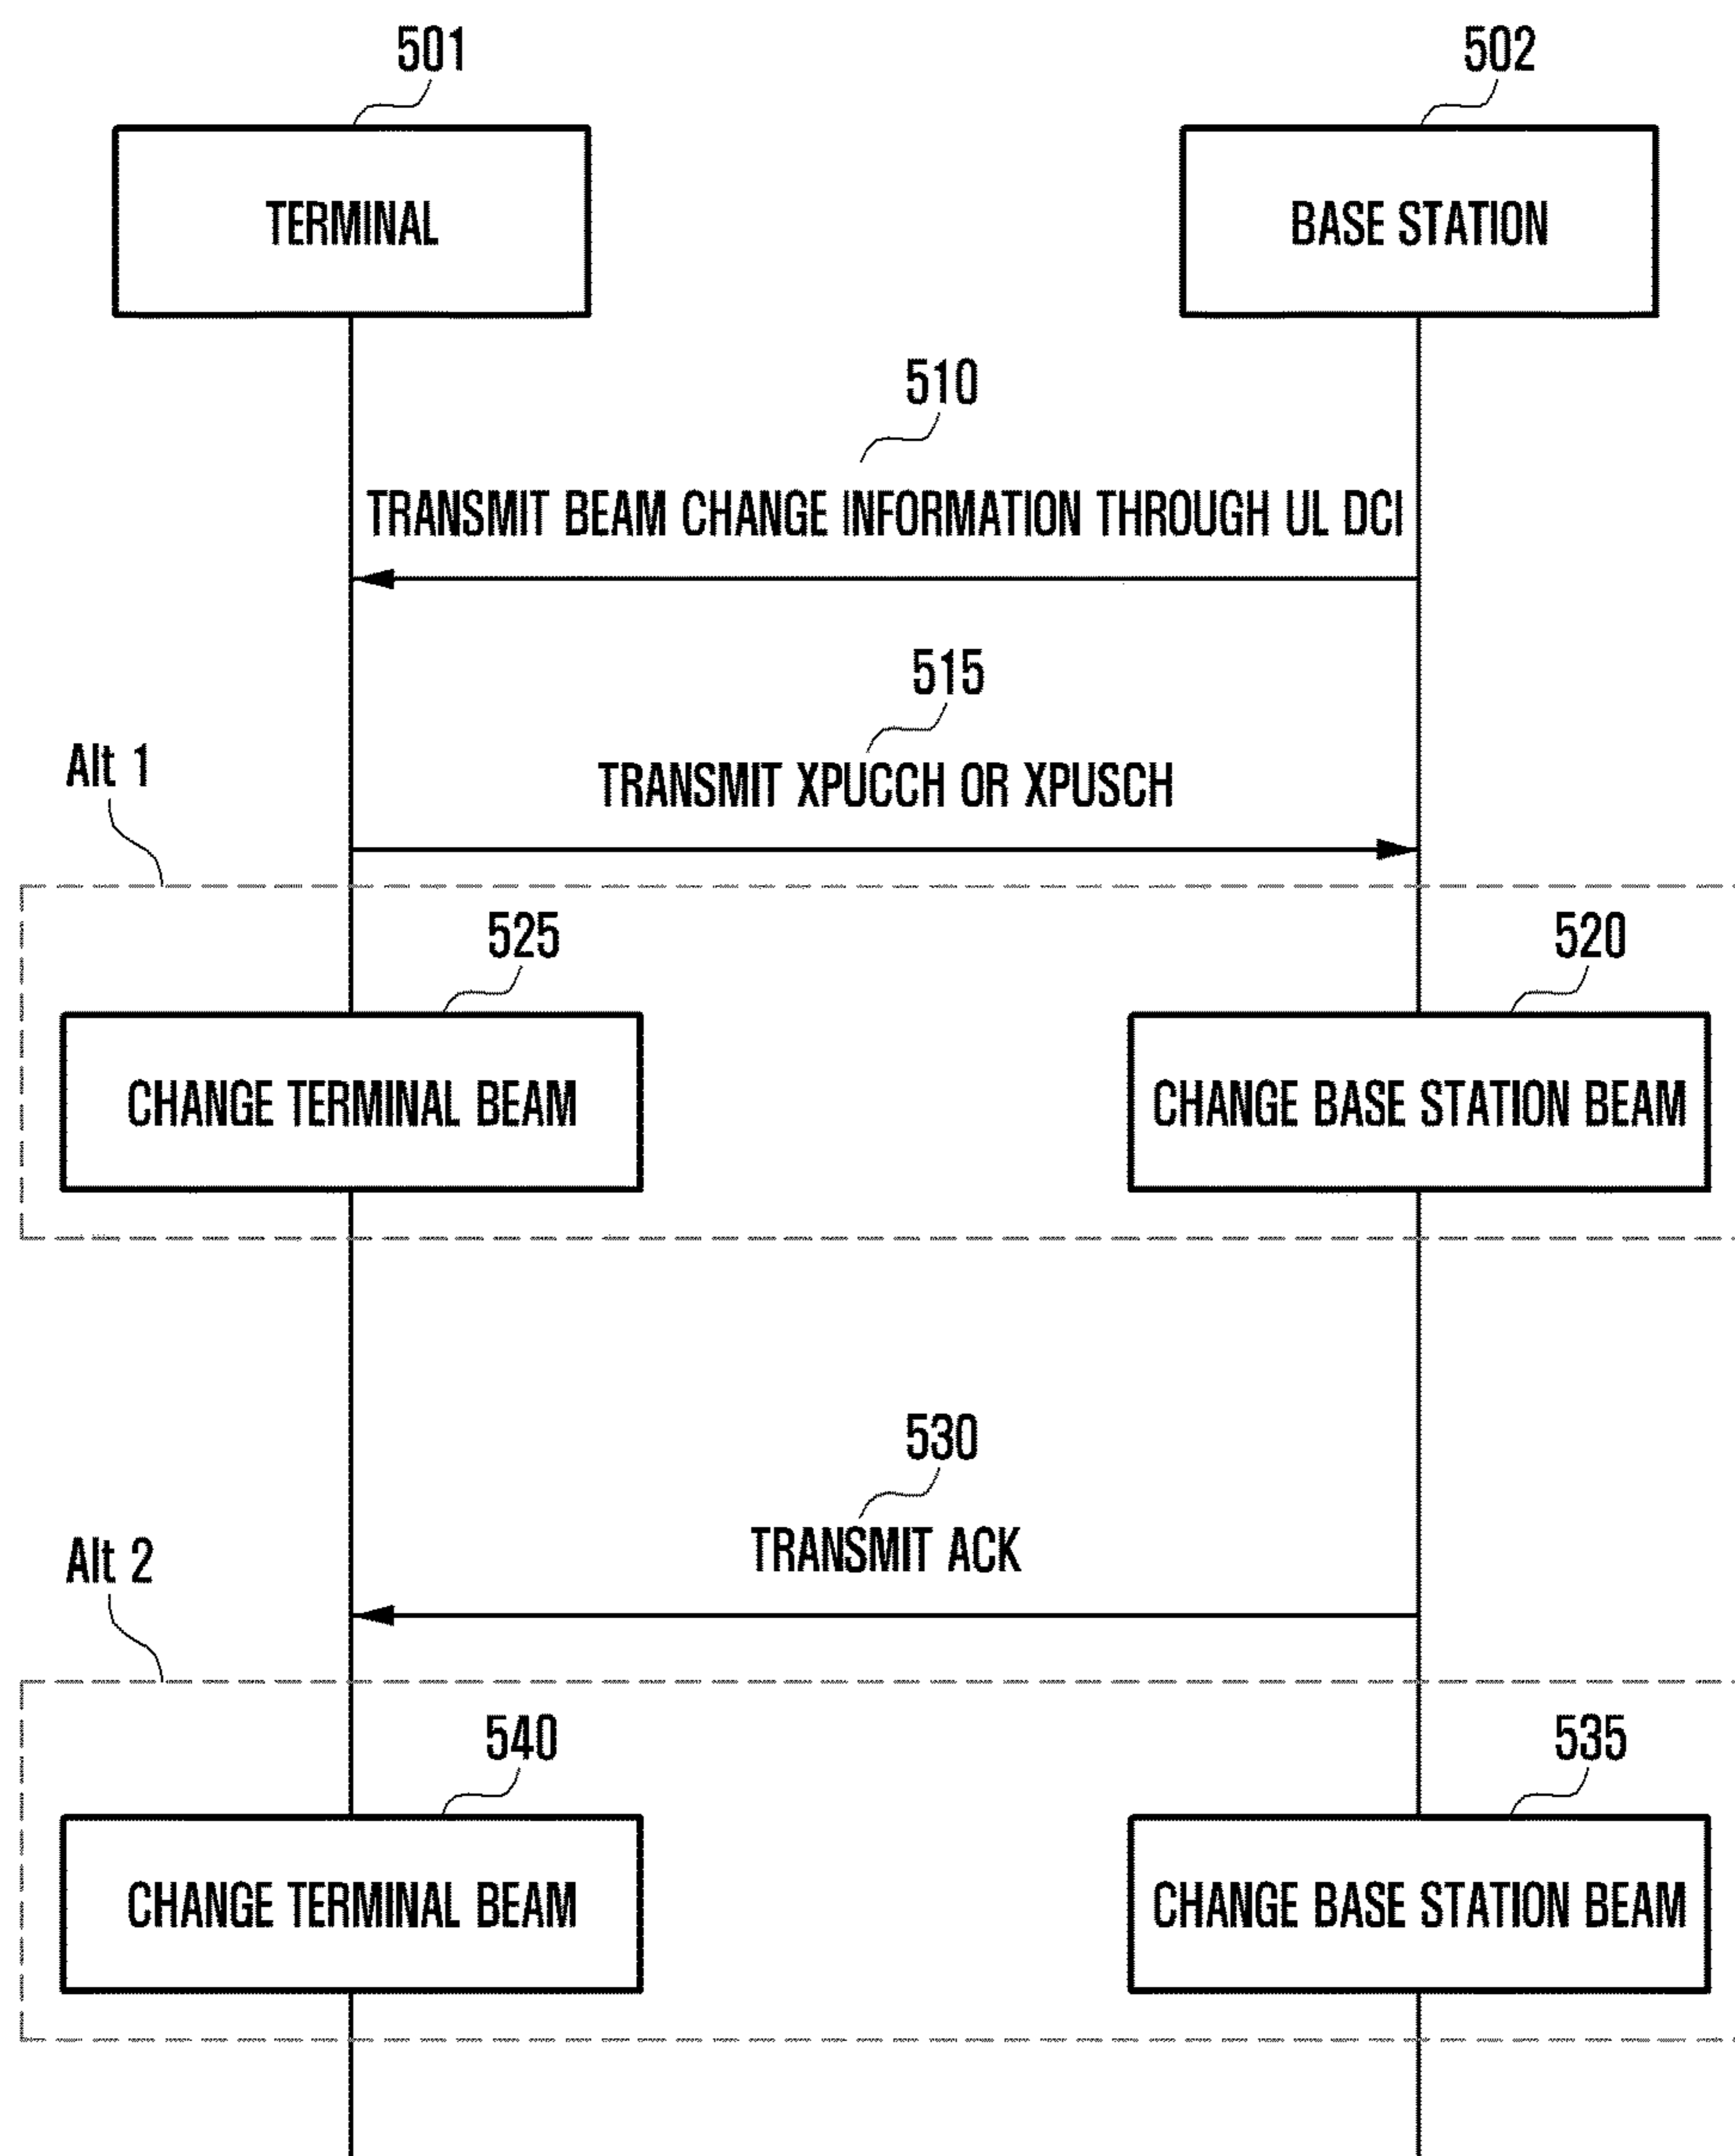 501
502
TERMINAL
BASE STATION
510
TRANSMIT BEAM CHANGE INFORMATION THROUGH UL DCI
515
Alt 1
TRANSMIT XPUCCH OR XPUSCH
525
520
CHANGE TERMINAL BEAM
CHANGE BASE STATION BEAM
530
Alt 2
TRANSMIT ACK
540
535
CHANGE TERMINAL BEAM
CHANGE BASE STATION BEAM